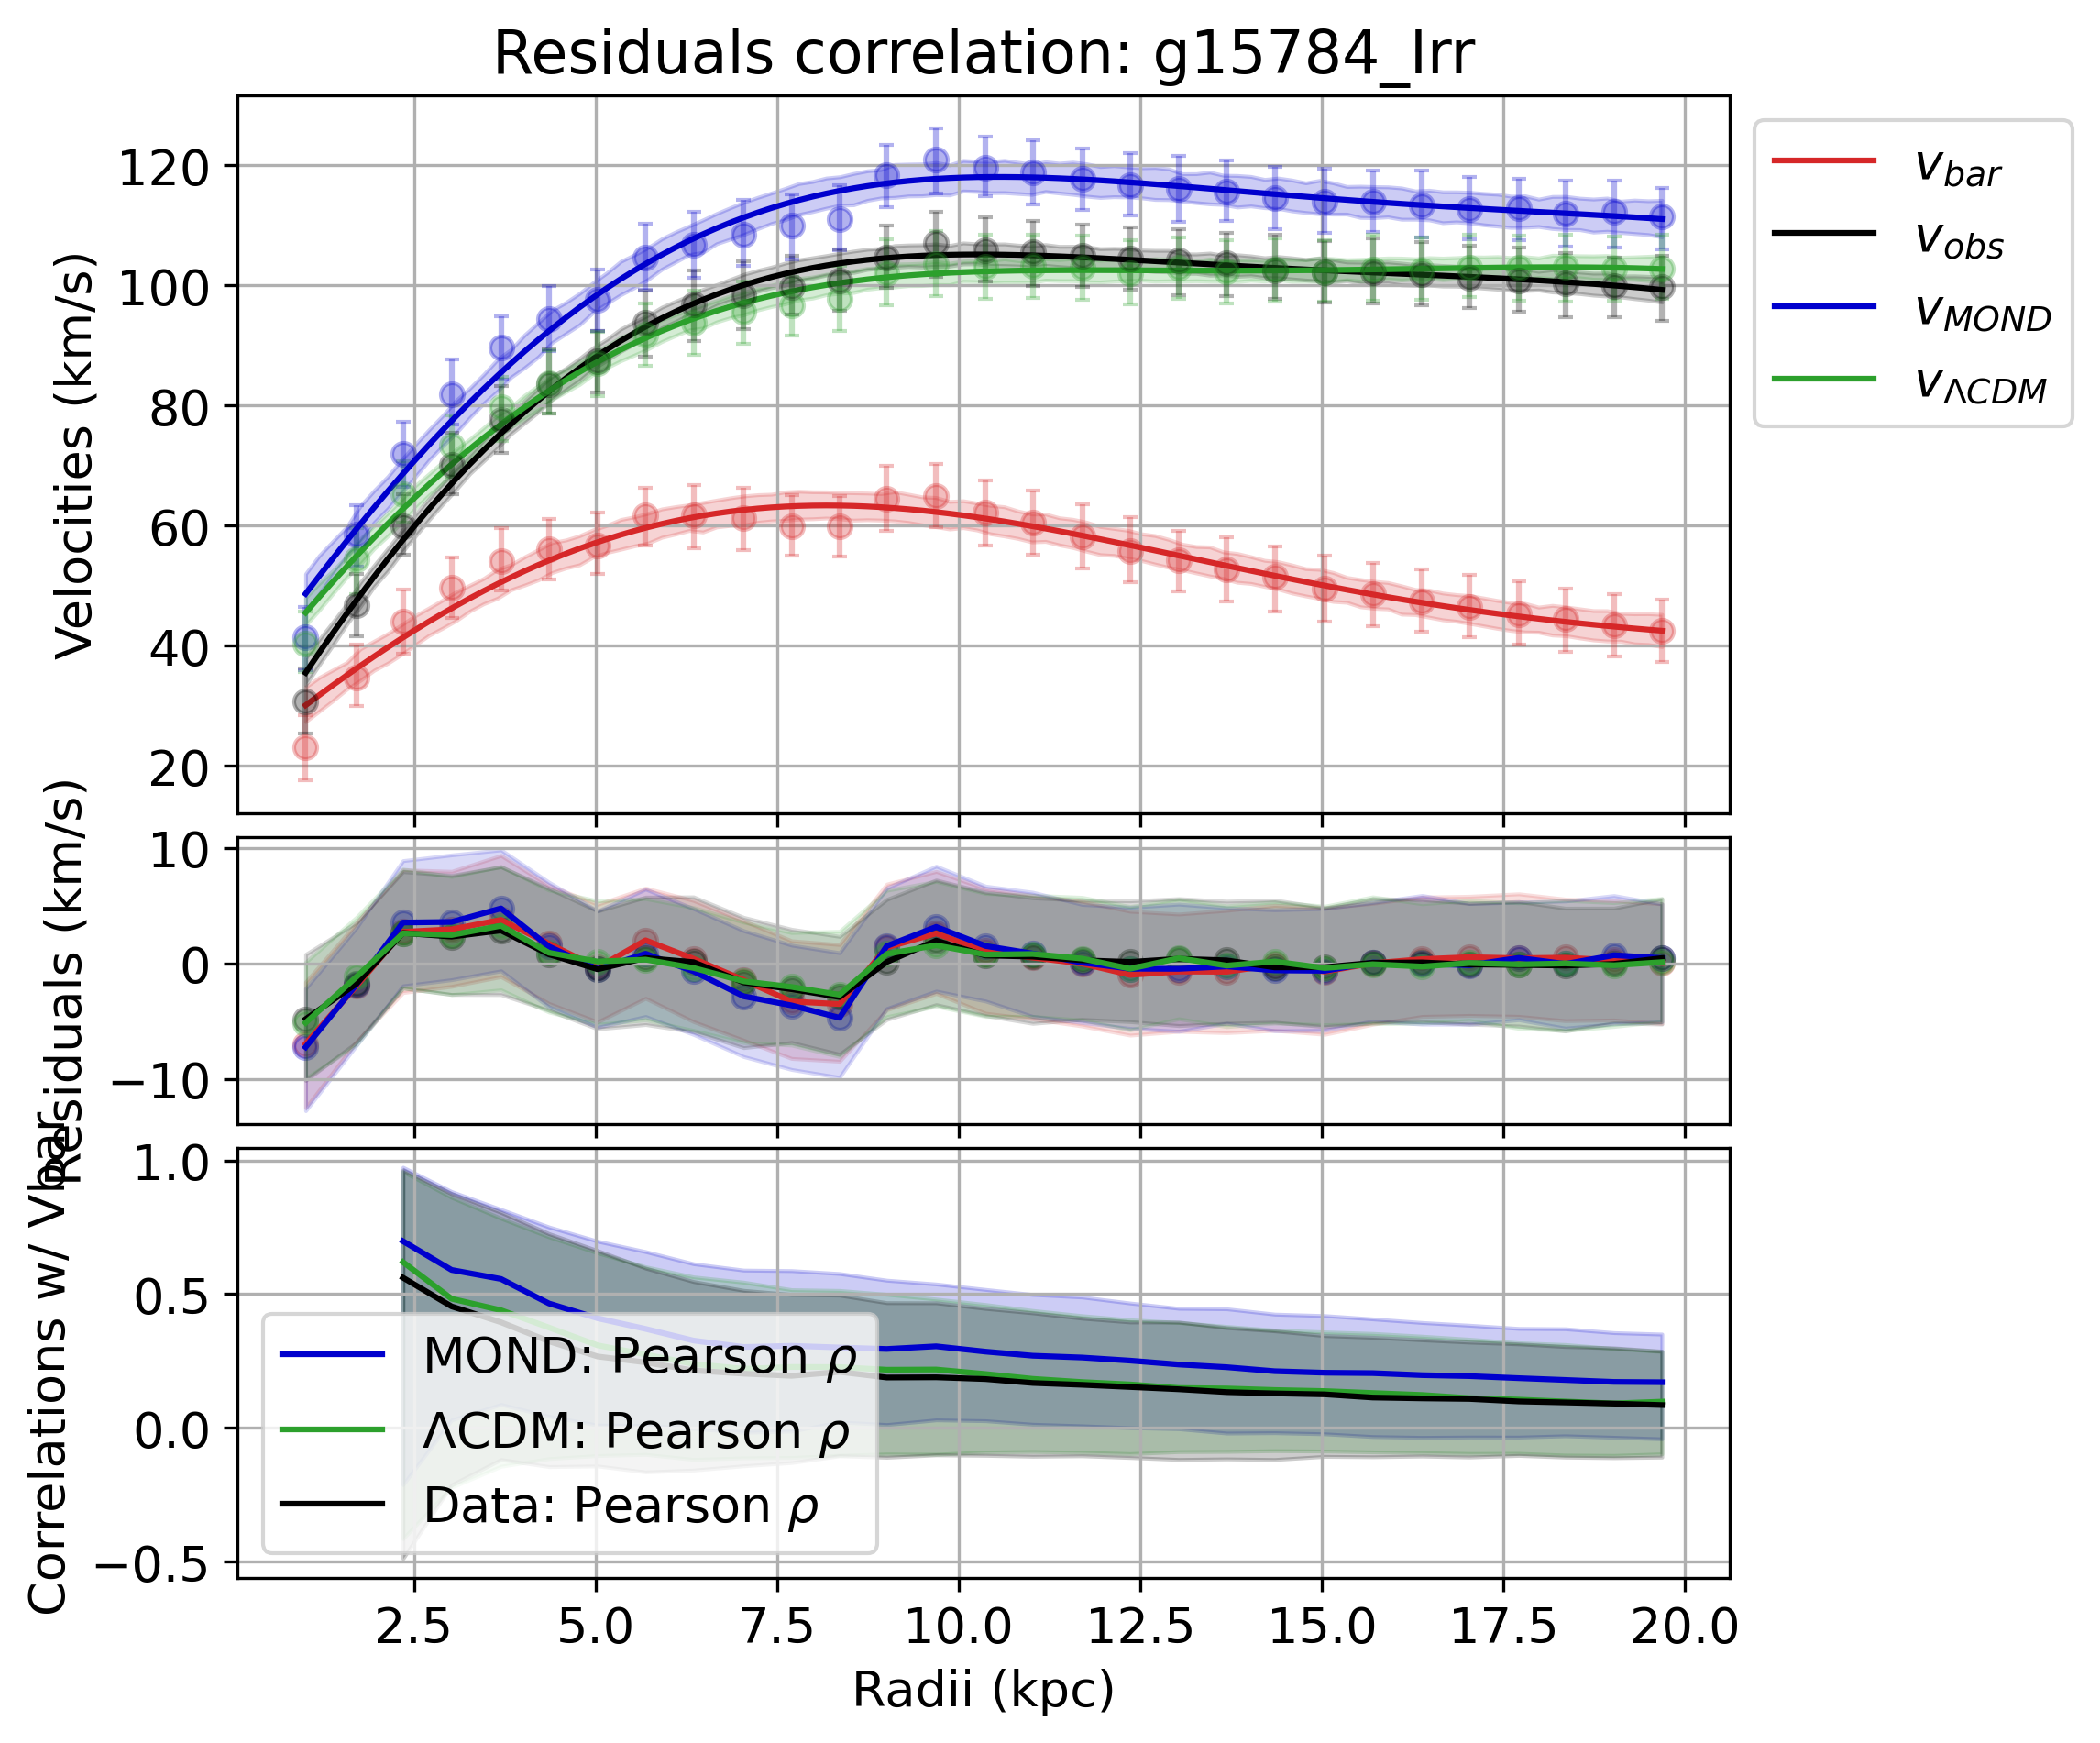 Residuals correlation: g15784_Irr
Velocities (km/s)
120
100
80
60
40
20
v_bar
v_obs
v_MOND
v_ΛCDM
Residuals (km/s)
10
0
−10
Correlations w/ Vbar
1.0
0.5
0.0
−0.5
MOND: Pearson ρ
ΛCDM: Pearson ρ
Data: Pearson ρ
2.5 5.0 7.5 10.0 12.5 15.0 17.5 20.0
Radii (kpc)